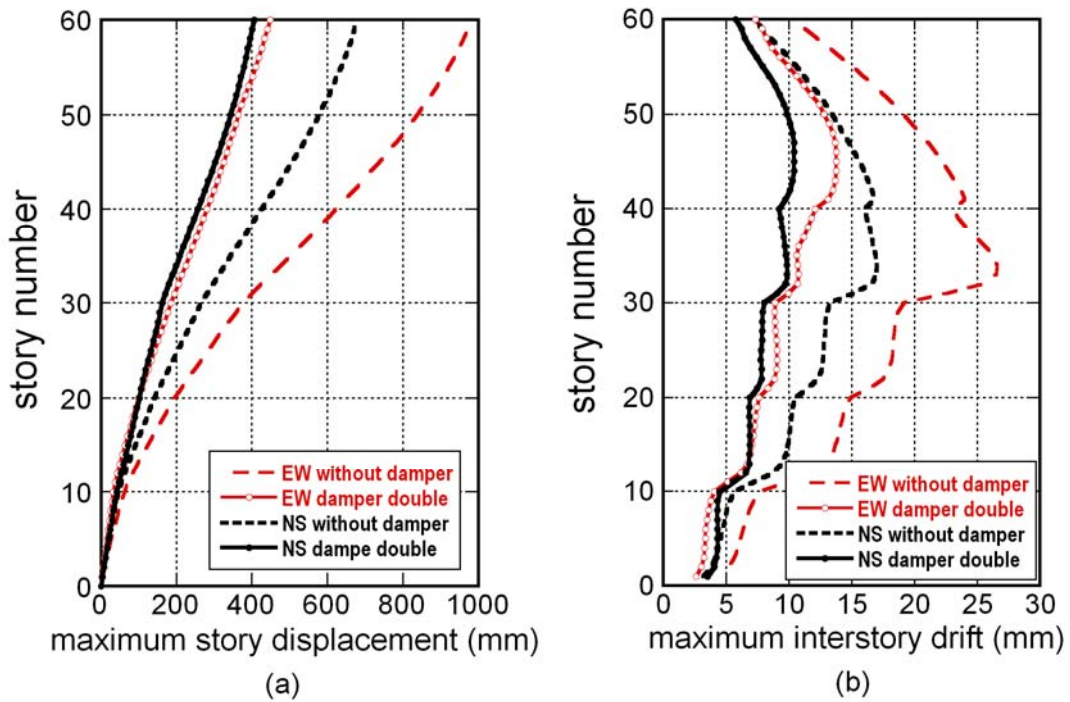 60
50
40
30
20
10
0
story number
EW without damper
EW damper double
NS without damper
NS dampe double
0 200 400 600 800 1000
maximum story displacement (mm)
(a)
60
50
40
30
20
10
0
story number
EW without damper
EW damper double
NS without damper
NS damper double
0 5 10 15 20 25 30
maximum interstory drift (mm)
(b)